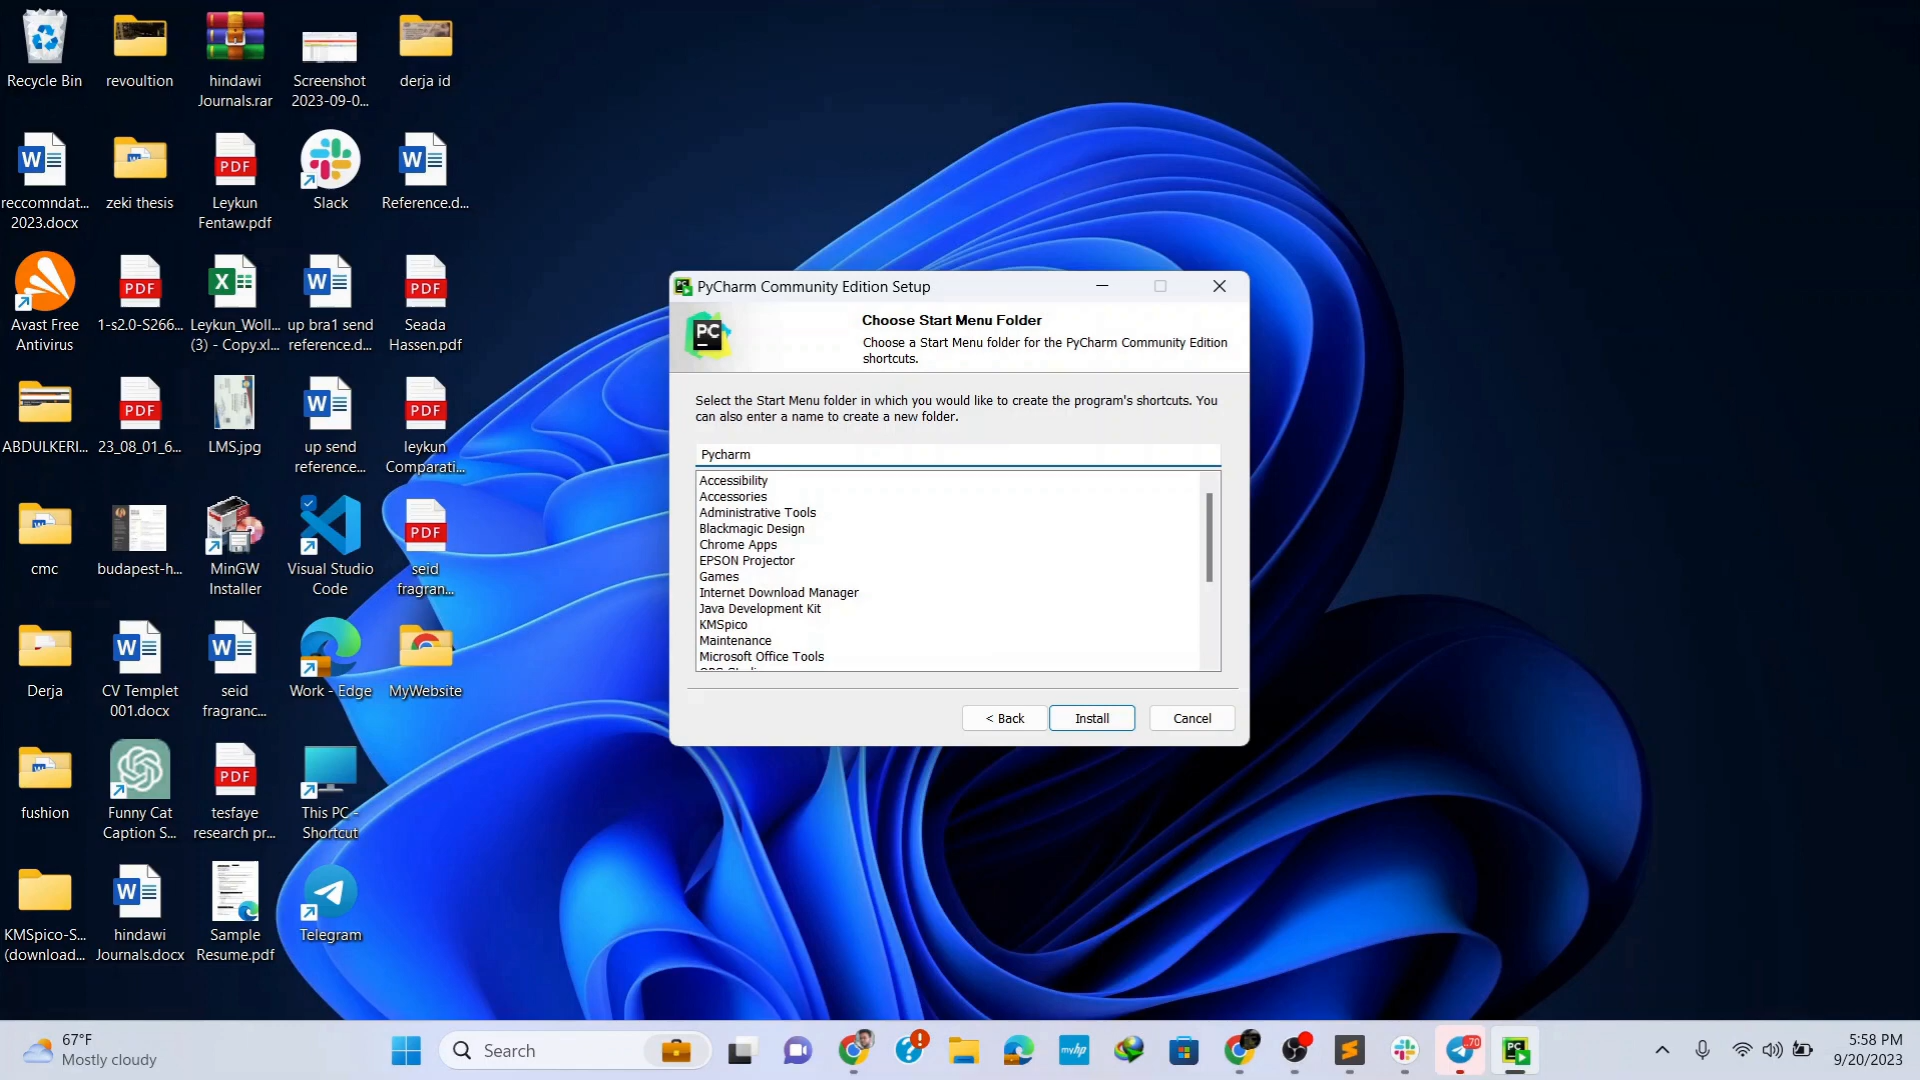 Recycle Bin
revoultion
hindawi
Journals.rar
Screenshot
2023-09-0...
derja id
reccomndat...
2023.docx
zeki thesis
PDF
Leykun
Fentaw.pdf
Slack
Reference.d...
Avast Free
Antivirus
PDF
1-s2.0-S266...
Leykun_Woll...
(3) - Copy.xl...
up bra1 send
reference.d...
PDF
Seada
Hassen.pdf
ABDULKERI...
PDF
23_08_01_6...
LMS.jpg
up send
reference...
PDF
leykun
Comparati...
cmc
budapest-h...
MinGW
Installer
Visual Studio
Code
PDF
seid
fragran...
Derja
CV Templet
001.docx
seid
fragranc...
Work - Edge
MyWebsite
fushion
Funny Cat
Caption S...
PDF
tesfaye
research pr...
This PC -
Shortcut
KMSpico-S...
(download...
hindawi
Journals.docx
Sample
Resume.pdf
Telegram
PyCharm Community Edition Setup
PC
Choose Start Menu Folder
Choose a Start Menu folder for the PyCharm Community Edition
shortcuts.
Select the Start Menu folder in which you would like to create the program's shortcuts. You
can also enter a name to create a new folder.
Pycharm
Accessibility
Accessories
Administrative Tools
Blackmagic Design
Chrome Apps
EPSON Projector
Games
Internet Download Manager
Java Development Kit
KMSpico
Maintenance
Microsoft Office Tools
< Back
Install
Cancel
67°F
Mostly cloudy
Search
myhp
70
PC
5:58 PM
9/20/2023